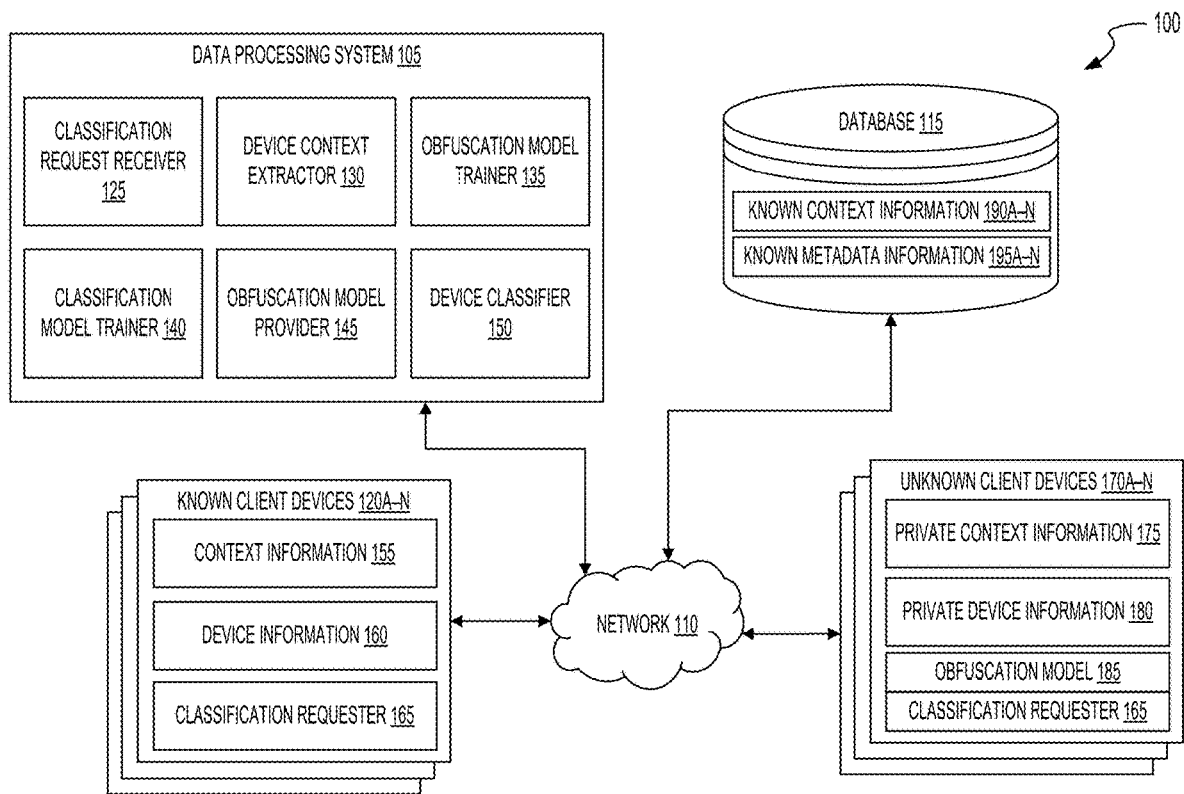 100
DATA PROCESSING SYSTEM 105
CLASSIFICATION
REQUEST RECEIVER
125
DEVICE CONTEXT
EXTRACTOR 130
OBFUSCATION MODEL
TRAINER 135
CLASSIFICATION
MODEL TRAINER 140
OBFUSCATION MODEL
PROVIDER 145
DEVICE CLASSIFIER
150
DATABASE 115
KNOWN CONTEXT INFORMATION 190A–N
KNOWN METADATA INFORMATION 195A–N
KNOWN CLIENT DEVICES 120A–N
CONTEXT INFORMATION 155
DEVICE INFORMATION 160
CLASSIFICATION REQUESTER 165
NETWORK 110
UNKNOWN CLIENT DEVICES 170A–N
PRIVATE CONTEXT INFORMATION 175
PRIVATE DEVICE INFORMATION 180
OBFUSCATION MODEL 185
CLASSIFICATION REQUESTER 165